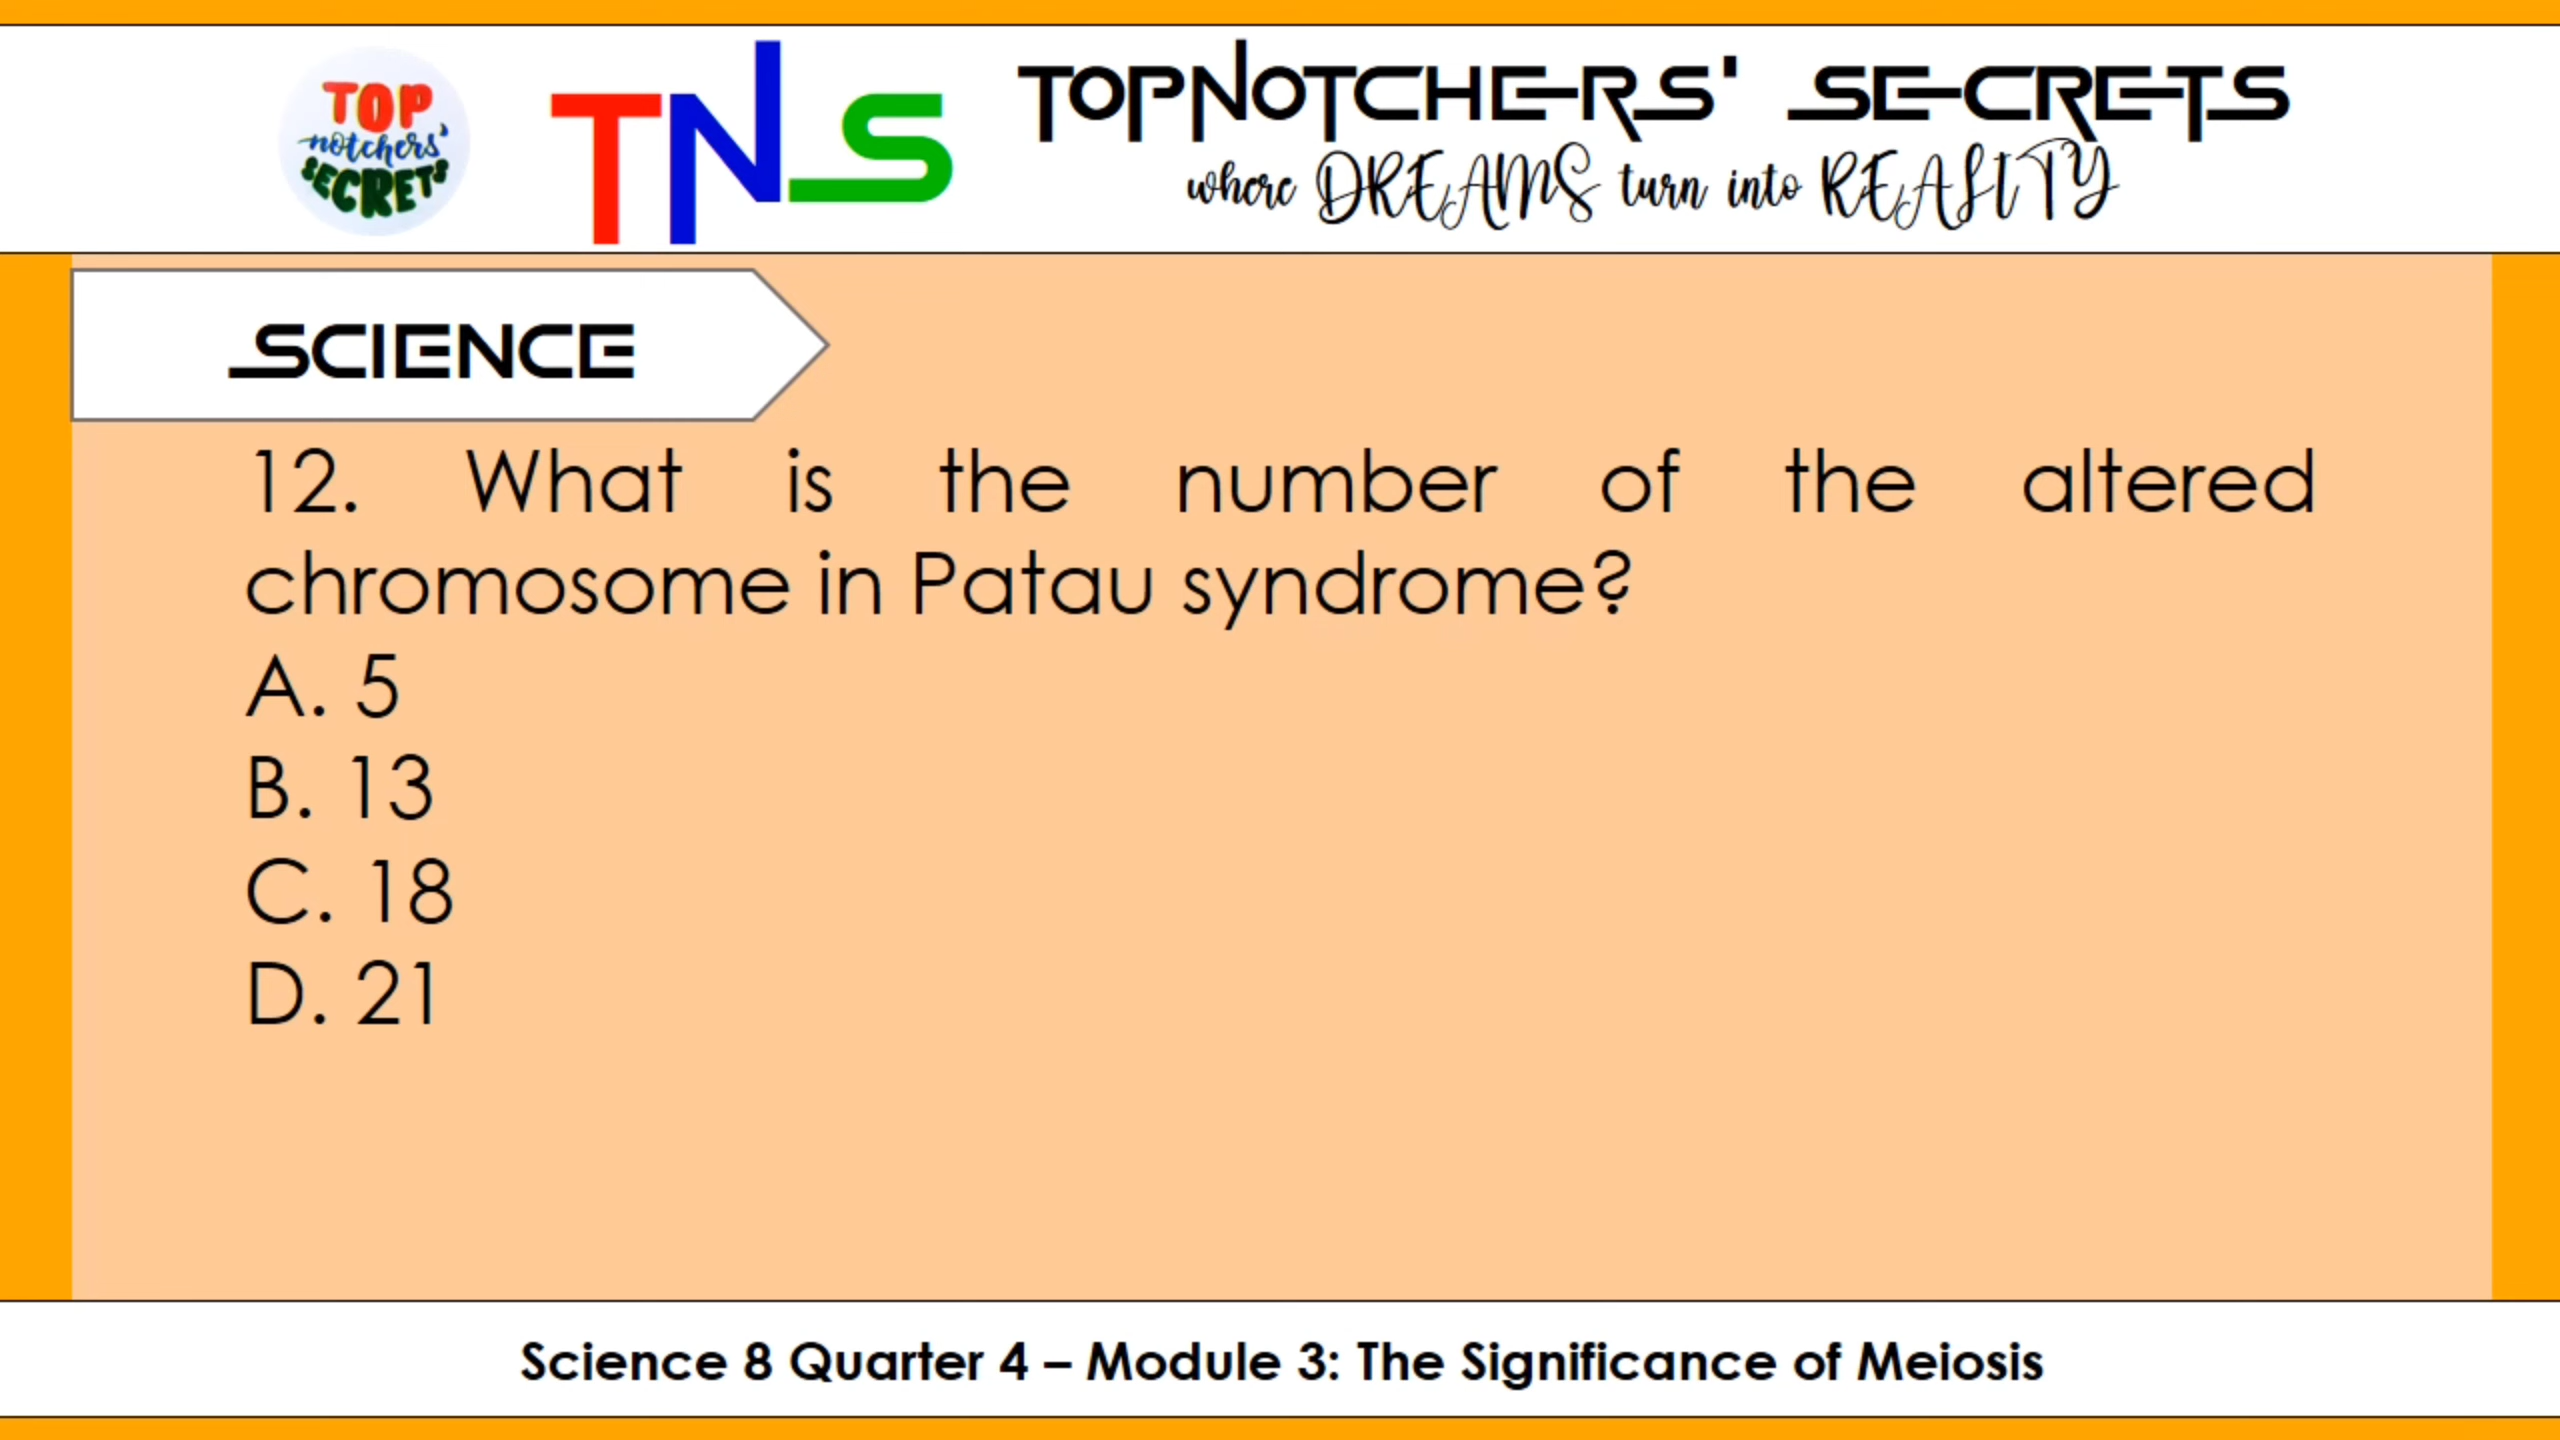 TOP
notchers'
SECRETS
TNS
TOPNOTCHERS' SECRETS
where DREAMS turn into REALITY
SCIENCE
12. What is the number of the altered
chromosome in Patau syndrome?
A. 5
B. 13
C. 18
D. 21
Science 8 Quarter 4 – Module 3: The Significance of Meiosis